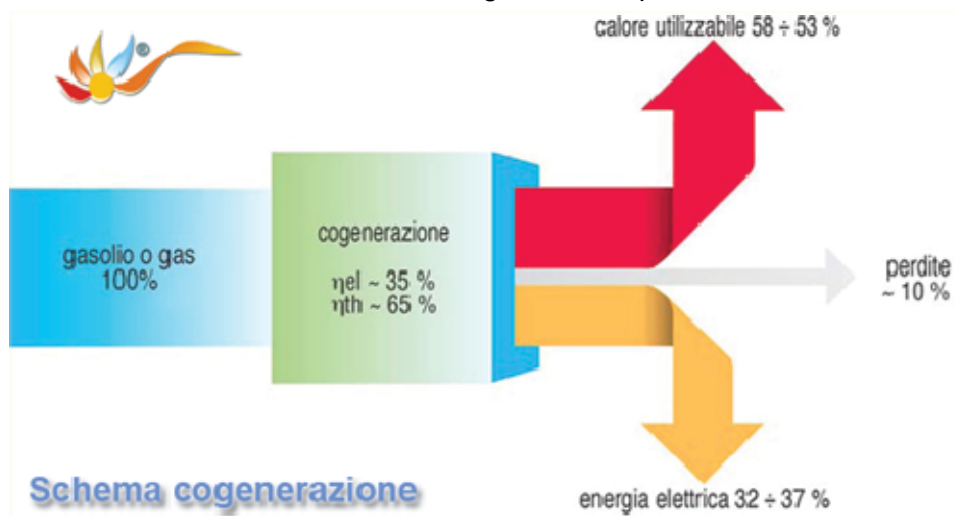 calore utilizzabile 58 ÷ 53 %
®
gasoliio o gas
100%
cogenerazione
ηel ~ 35 %
ηth ~ 65 %
perdite
~ 10 %
energia elettrica 32 ÷ 37 %
Schema cogenerazione